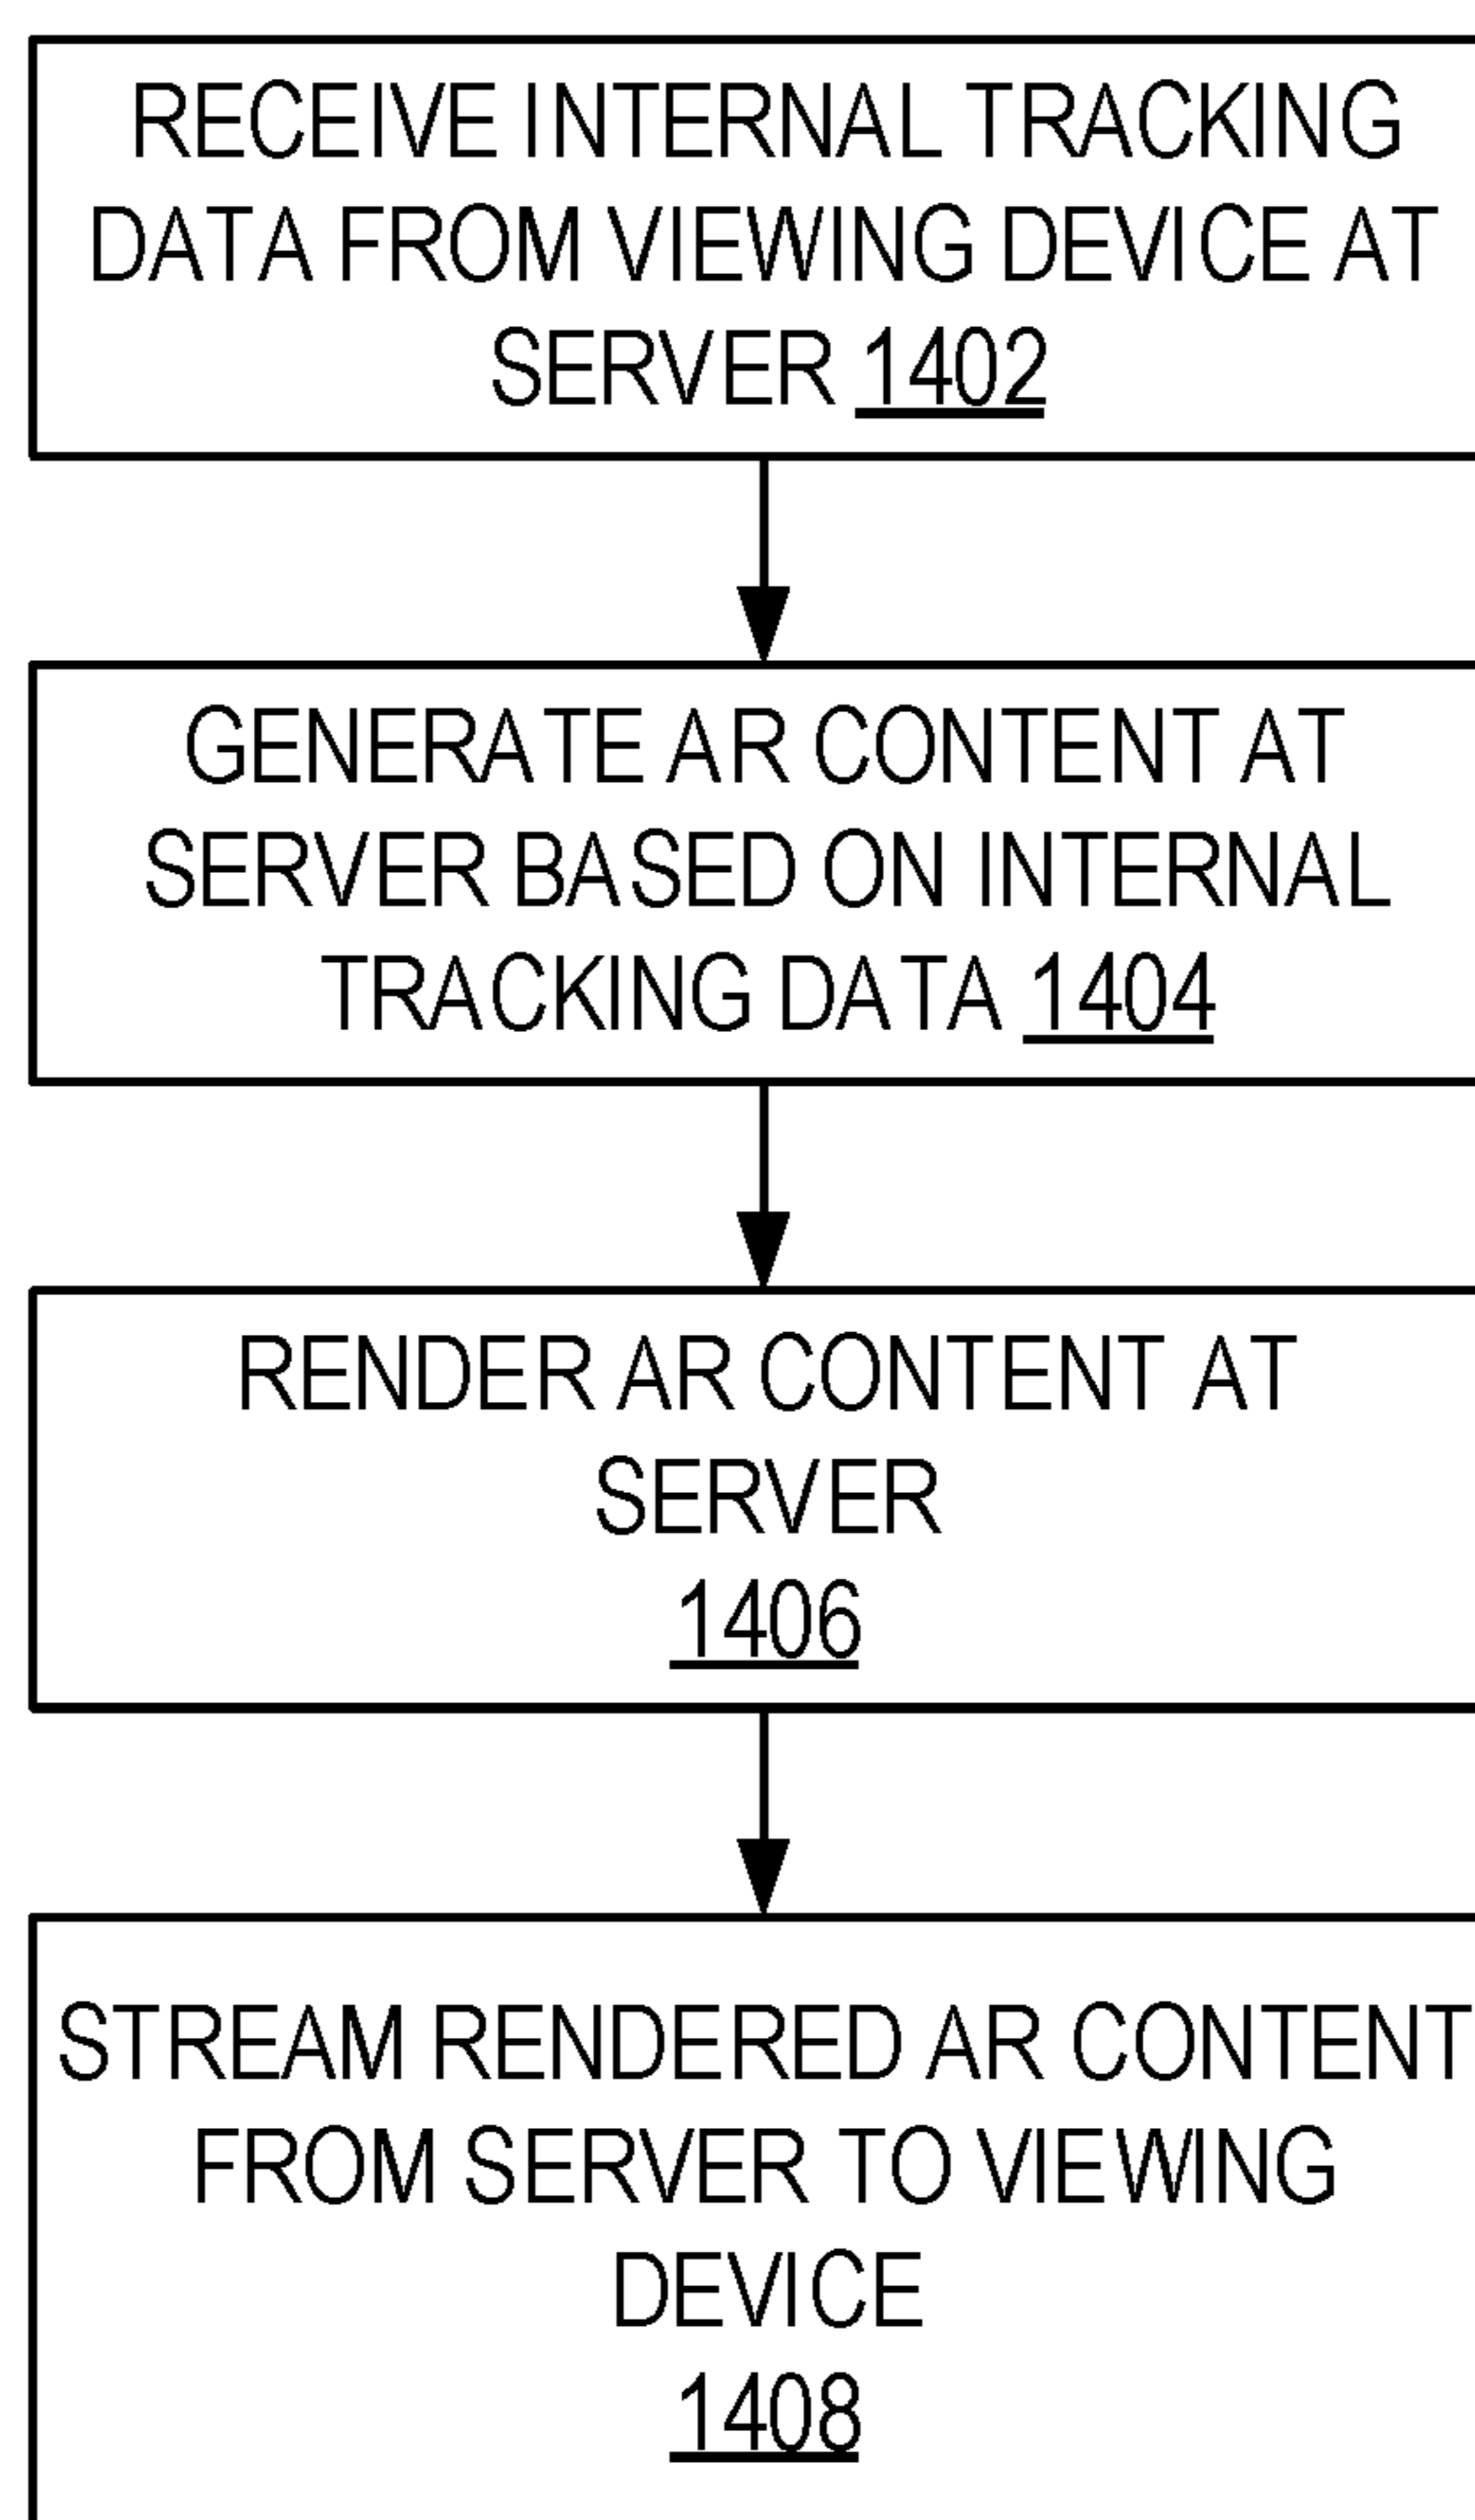 RECEIVE INTERNAL TRACKING
DATA FROM VIEWING DEVICE AT
SERVER 1402
GENERATE AR CONTENT AT
SERVER BASED ON INTERNAL
TRACKING DATA 1404
RENDER AR CONTENT AT
SERVER
1406
STREAM RENDERED AR CONTENT
FROM SERVER TO VIEWING
DEVICE
1408